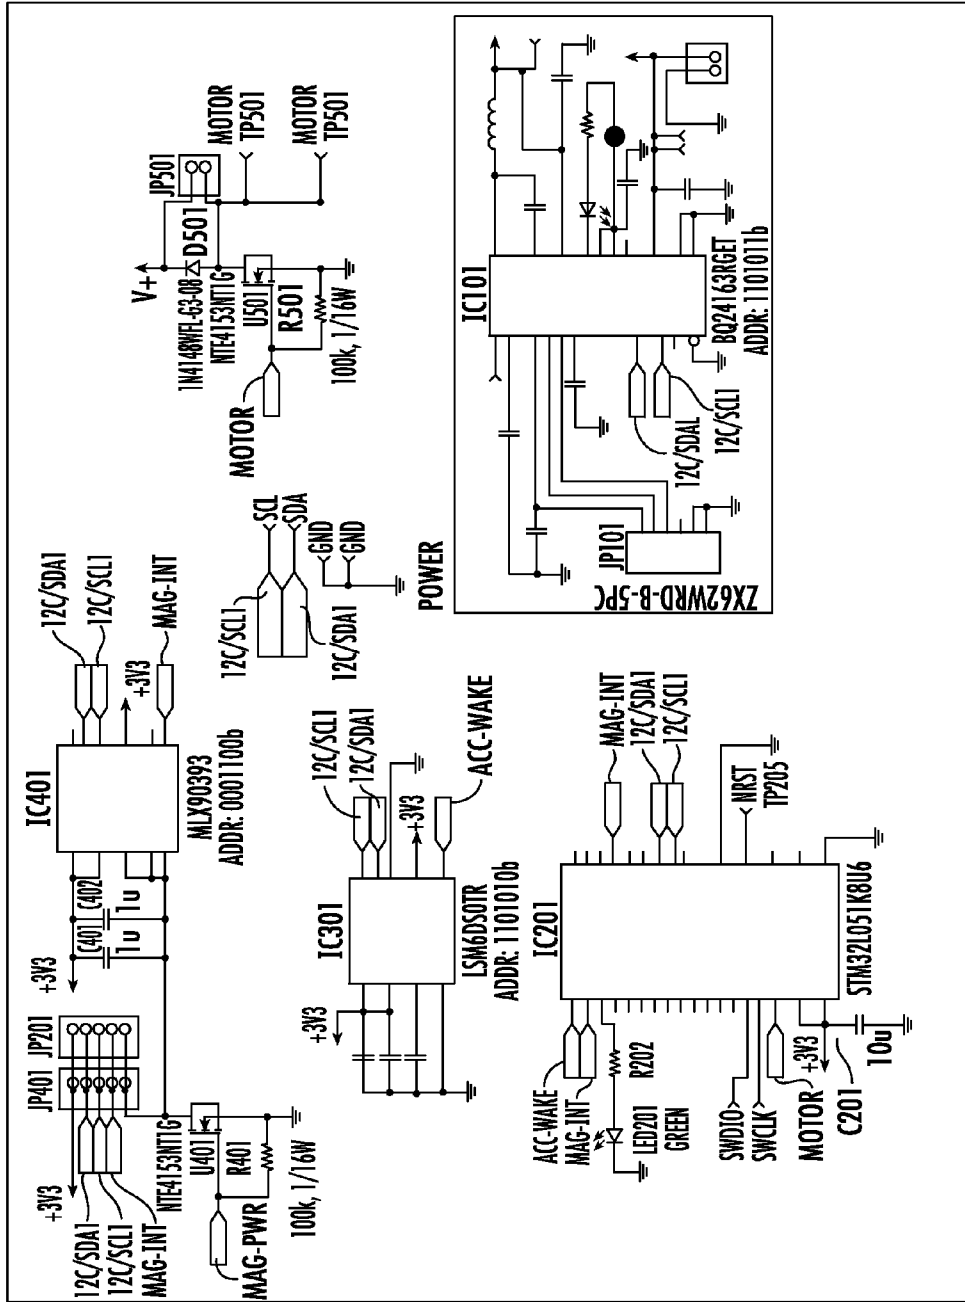 +3V3
JP401
JP201
12C/SDA1
12C/SCL1
MAG-INT
NTE4153NT1G
U401
R401
100k, 1/16W
MAG-PWR
+3V3
C401
1u
C402
1u
IC401
MLX90393
ADDR: 0001100b
12C/SDA1
12C/SCL1
+3V3
MAG-INT
V+
JP501
D501
1N4148WFL-G3-08
NTE4153NT1G
U501
R501
100k, 1/16W
MOTOR
MOTOR
TP501
MOTOR
TP501
12C/SCL1
12C/SDA1
SCL
SDA
GND
GND
+3V3
IC301
LSM6DSOTR
ADDR: 1101010b
12C/SCL1
12C/SDA1
+3V3
ACC-WAKE
POWER
IC101
BQ24163RGET
ADDR: 1101011b
12C/SDAL
12C/SCL1
JP101
ZX62WRD-B-5PC
ACC-WAKE
MAG-INT
R202
LED201
GREEN
SWDIO
SWCLK
MOTOR
+3V3
C201
10u
IC201
STM32L051K8U6
MAG-INT
12C/SDA1
12C/SCL1
NRST
TP205